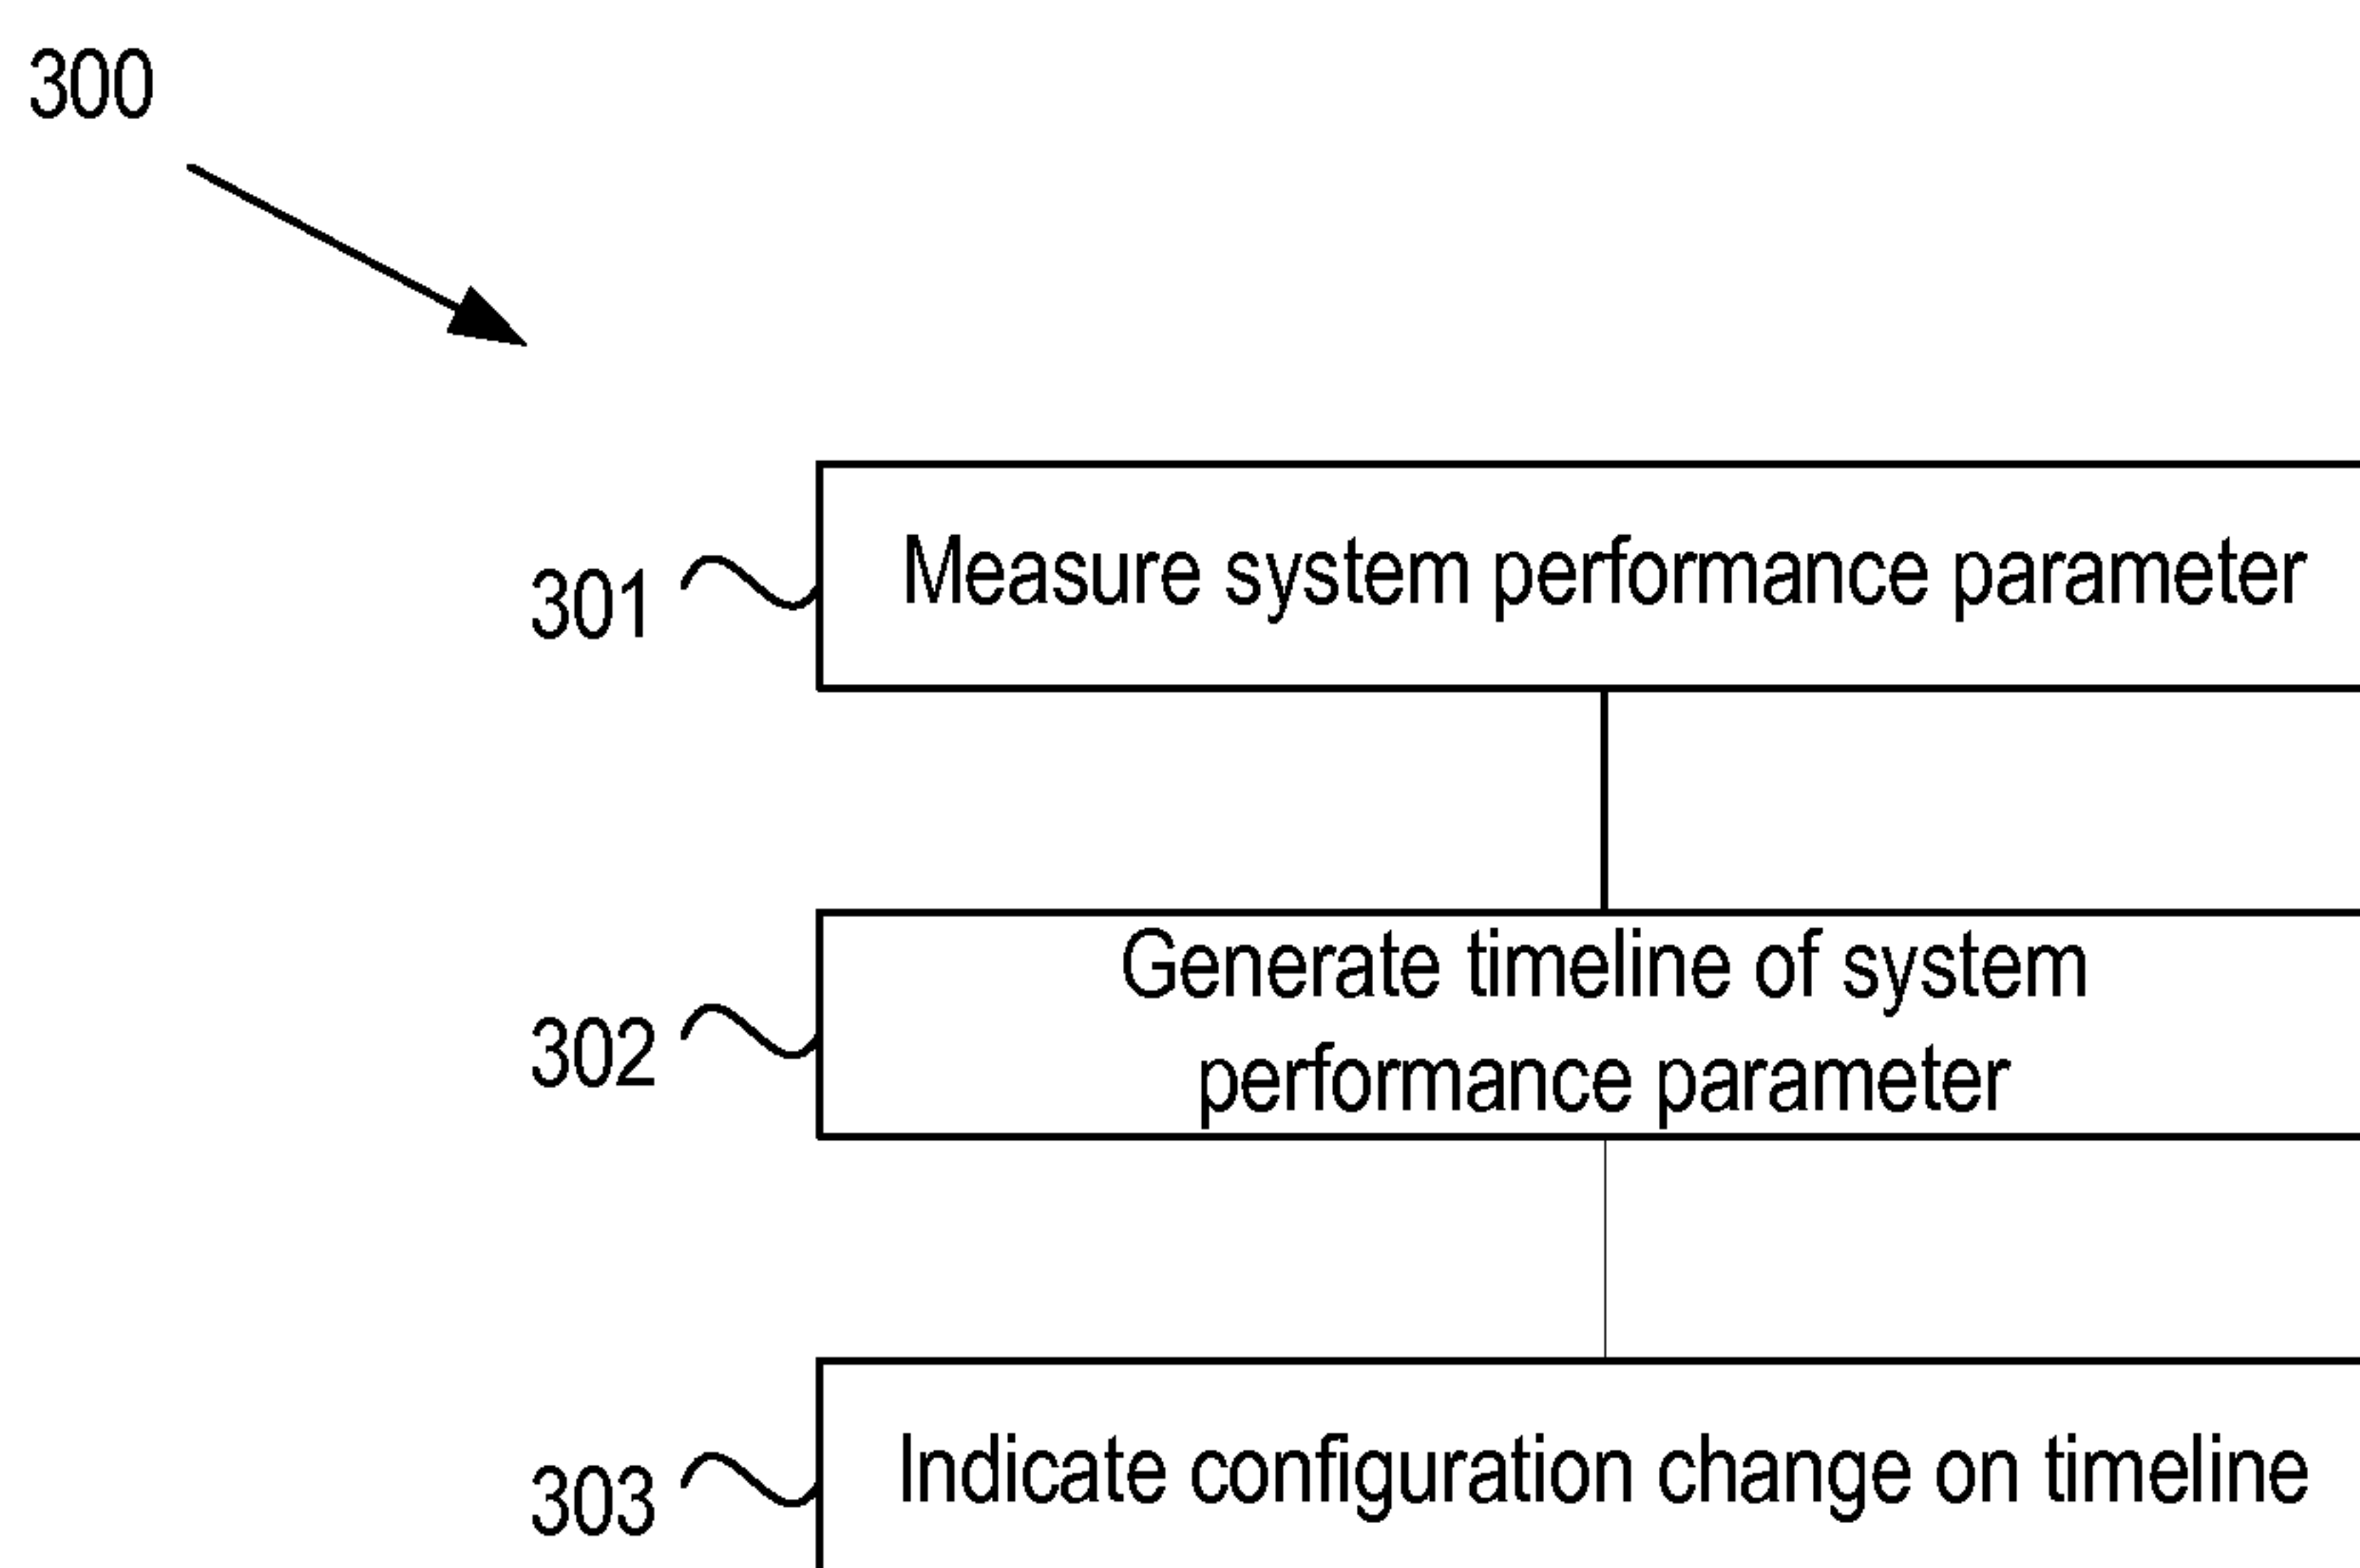 300
301
Measure system performance parameter
302
Generate timeline of system
performance parameter
303
Indicate configuration change on timeline